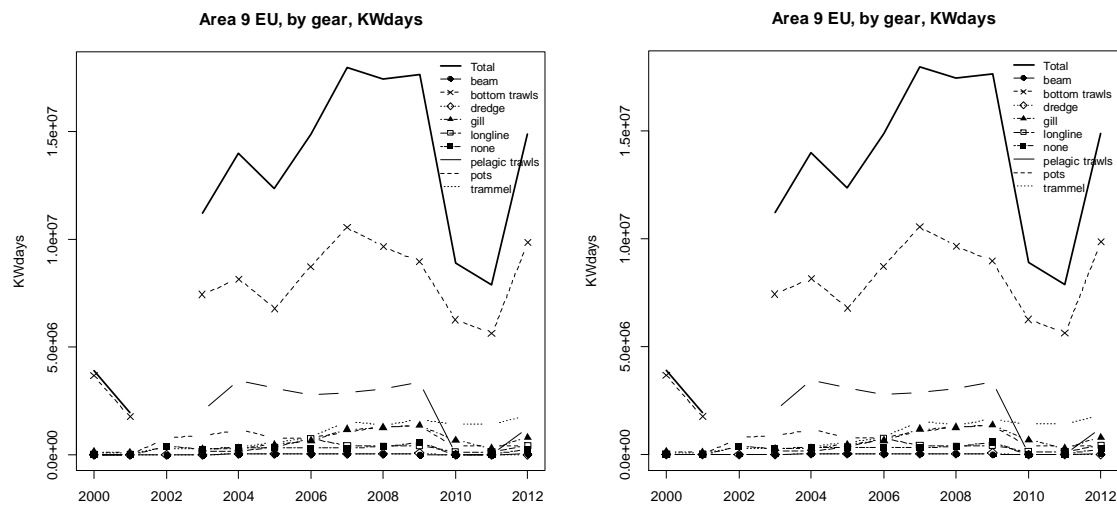 Area 9 EU, by gear, KWdays
KWdays
0.0e+00
5.0e+06
1.0e+07
1.5e+07
2000
2002
2004
2006
2008
2010
2012
Total
beam
bottom trawls
dredge
gill
longline
none
pelagic trawls
pots
trammel
Area 9 EU, by gear, KWdays
KWdays
0.0e+00
5.0e+06
1.0e+07
1.5e+07
2000
2002
2004
2006
2008
2010
2012
Total
beam
bottom trawls
dredge
gill
longline
none
pelagic trawls
pots
trammel